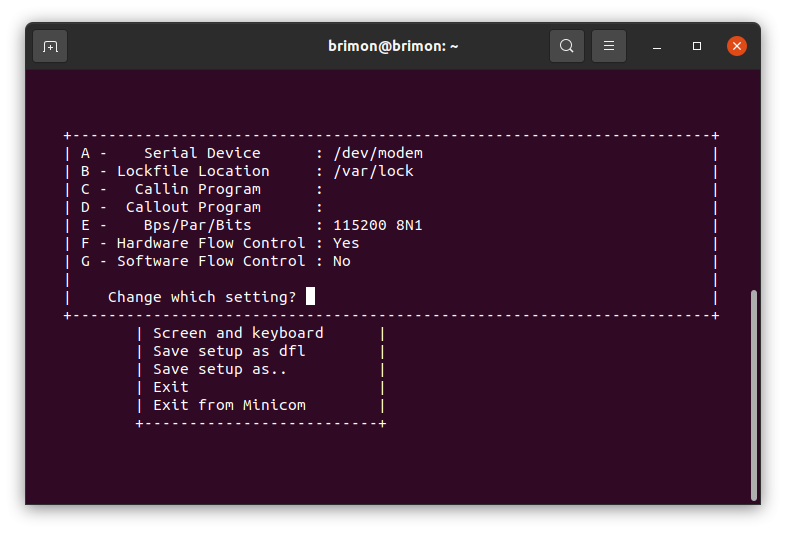 brimon@brimon: ~
+-----------------------------------------------------------------------+
| A -    Serial Device      : /dev/modem                                |
| B - Lockfile Location     : /var/lock                                 |
| C -   Callin Program      :                                           |
| D -  Callout Program      :                                           |
| E -    Bps/Par/Bits       : 115200 8N1                                |
| F - Hardware Flow Control : Yes                                       |
| G - Software Flow Control : No                                        |
|                                                                       |
|    Change which setting?                                              |
+-----------------------------------------------------------------------+
| Screen and keyboard      |
| Save setup as dfl        |
| Save setup as..          |
| Exit                     |
| Exit from Minicom        |
+--------------------------+